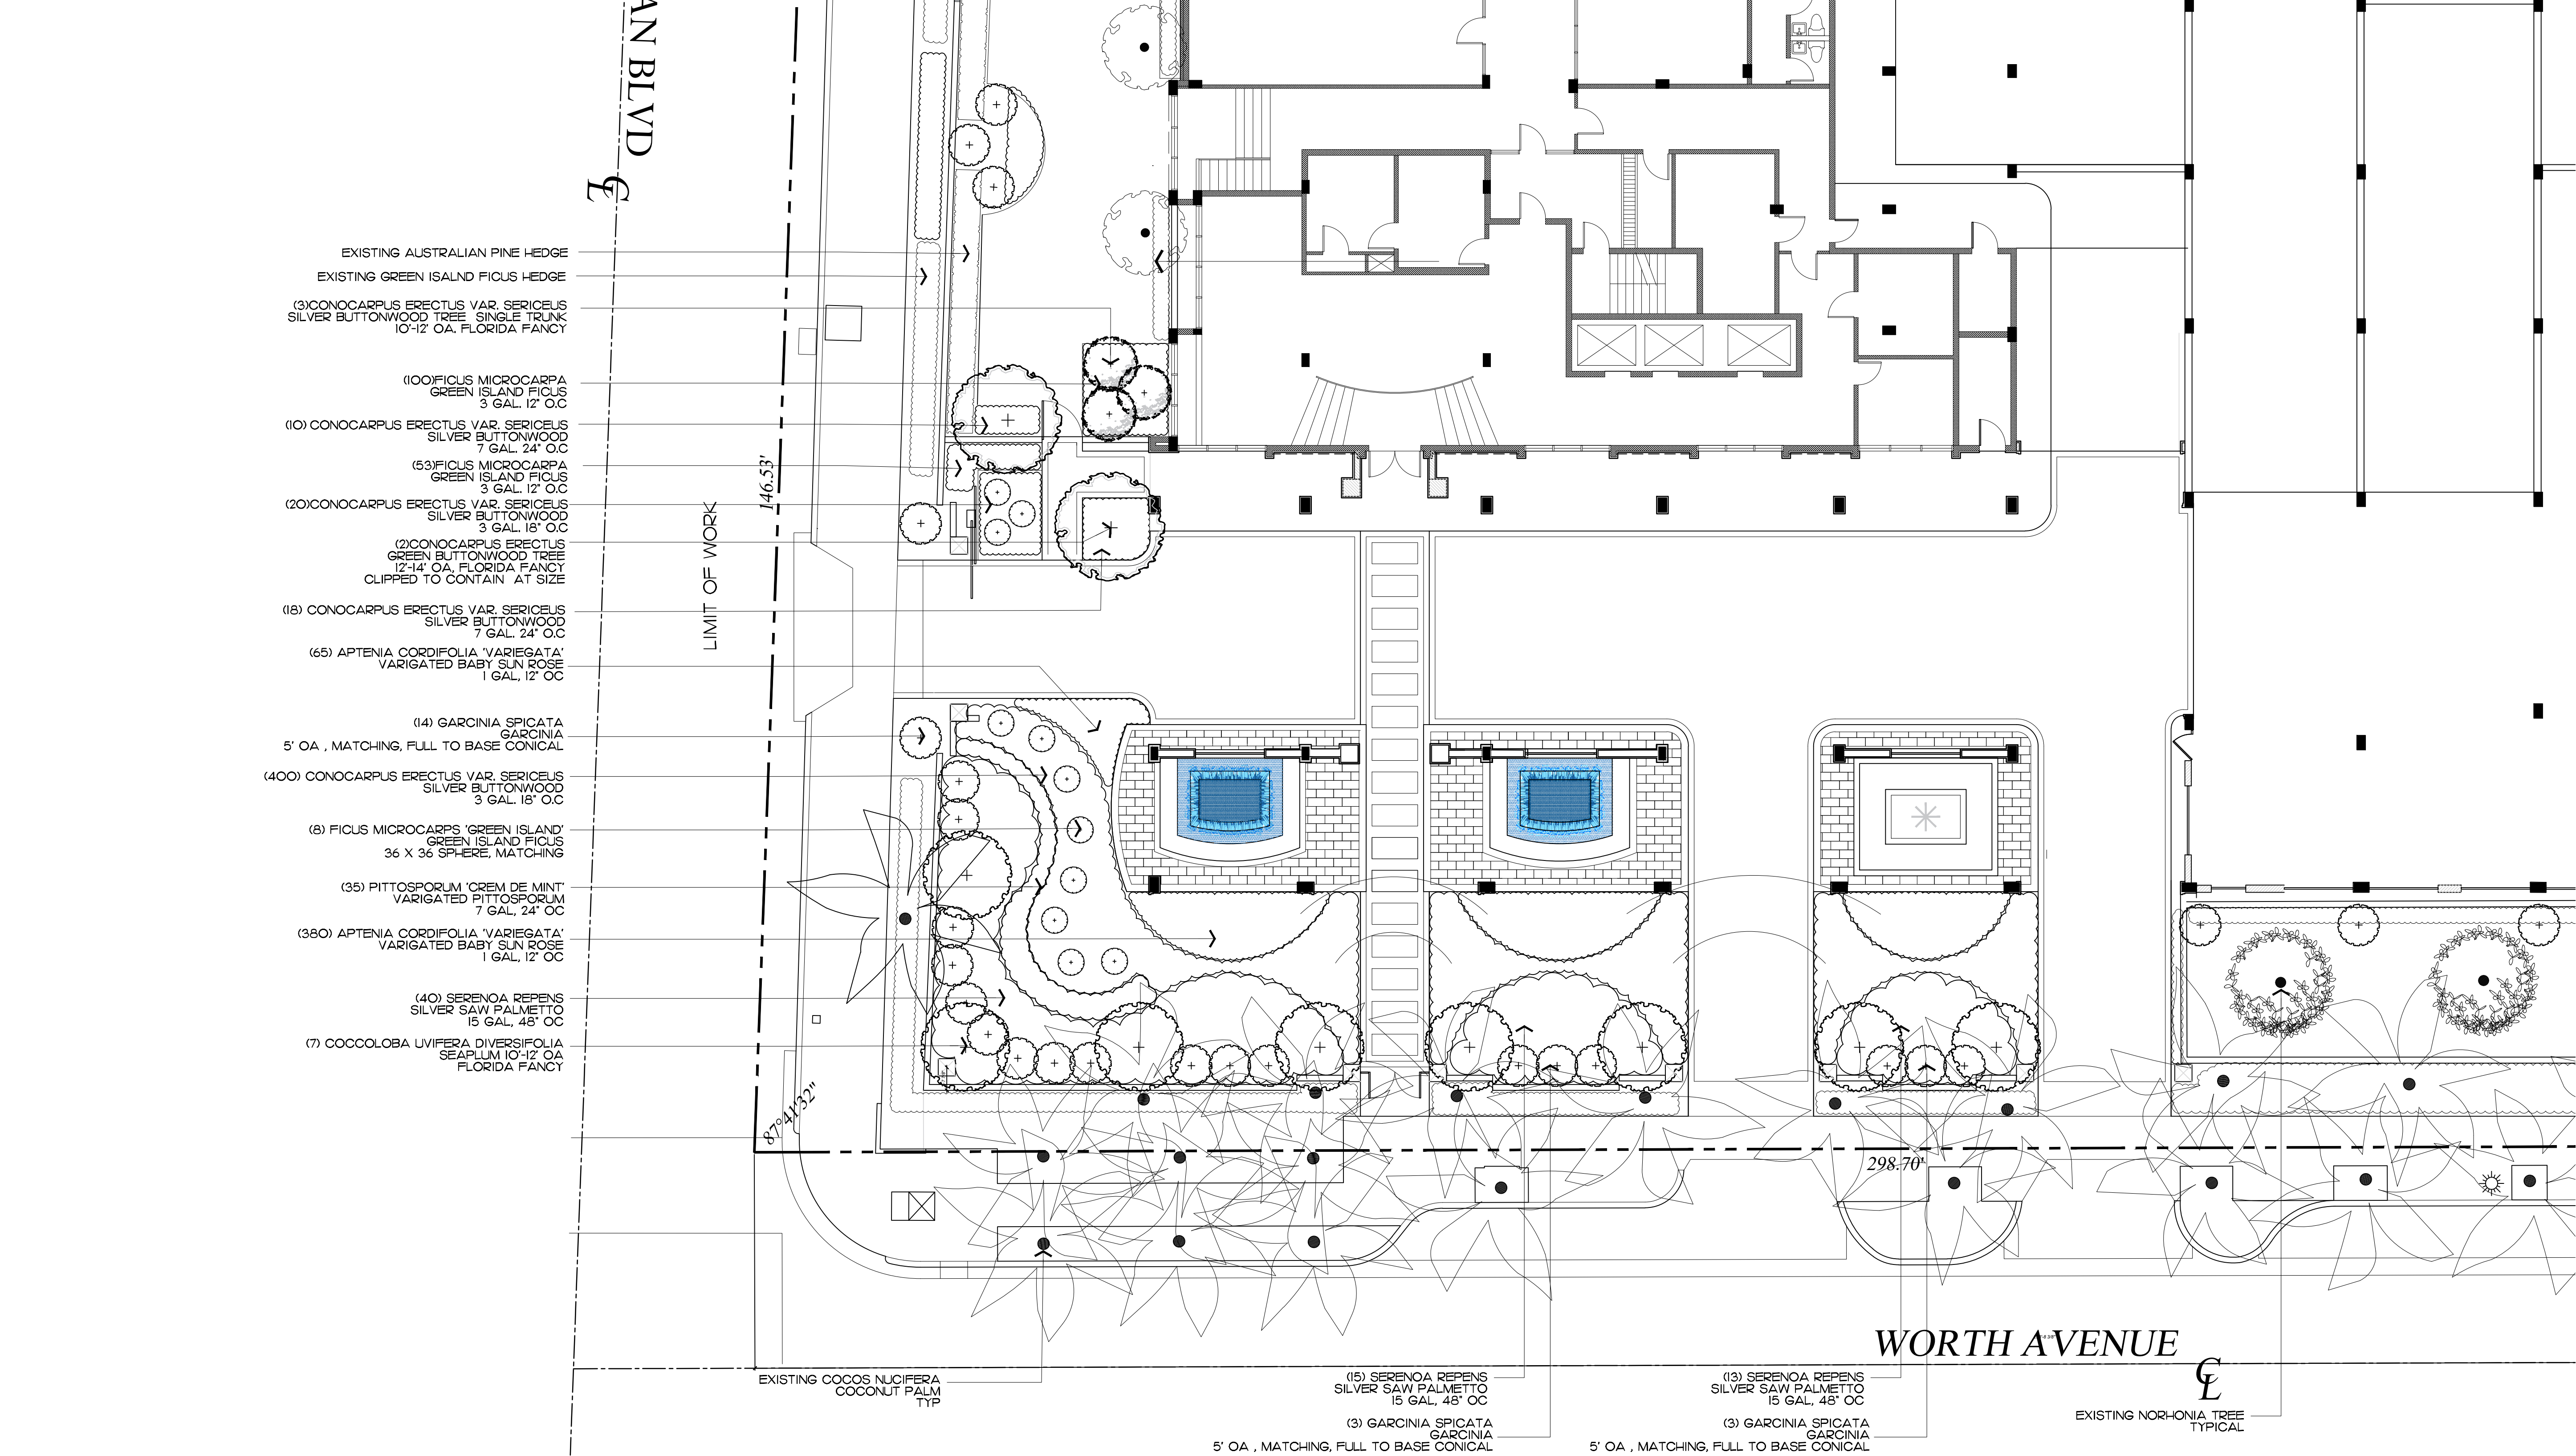 AN BLVD
CL
EXISTING AUSTRALIAN PINE HEDGE
EXISTING GREEN ISALND FICUS HEDGE
(3)CONOCARPUS ERECTUS VAR. SERICEUS
SILVER BUTTONWOOD TREE SINGLE TRUNK
10'-12' OA. FLORIDA FANCY
(100)FICUS MICROCARPA
GREEN ISLAND FICUS
3 GAL. 12" O.C
(10) CONOCARPUS ERECTUS VAR. SERICEUS
SILVER BUTTONWOOD
7 GAL. 24" O.C
(53)FICUS MICROCARPA
GREEN ISLAND FICUS
3 GAL. 12" O.C
(20)CONOCARPUS ERECTUS VAR. SERICEUS
SILVER BUTTONWOOD
3 GAL. 18" O.C
(2)CONOCARPUS ERECTUS
GREEN BUTTONWOOD TREE
12'-14' OA, FLORIDA FANCY
CLIPPED TO CONTAIN AT SIZE
(18) CONOCARPUS ERECTUS VAR. SERICEUS
SILVER BUTTONWOOD
7 GAL. 24" O.C
(65) APTENIA CORDIFOLIA 'VARIEGATA'
VARIGATED BABY SUN ROSE
1 GAL, 12" OC
(14) GARCINIA SPICATA
GARCINIA
5' OA , MATCHING, FULL TO BASE CONICAL
(400) CONOCARPUS ERECTUS VAR. SERICEUS
SILVER BUTTONWOOD
3 GAL. 18" O.C
(8) FICUS MICROCARPS 'GREEN ISLAND'
GREEN ISLAND FICUS
36 X 36 SPHERE, MATCHING
(35) PITTOSPORUM 'CREM DE MINT'
VARIGATED PITTOSPORUM
7 GAL, 24" OC
(380) APTENIA CORDIFOLIA 'VARIEGATA'
VARIGATED BABY SUN ROSE
1 GAL, 12" OC
(40) SERENOA REPENS
SILVER SAW PALMETTO
15 GAL, 48" OC
(7) COCCOLOBA UVIFERA DIVERSIFOLIA
SEAPLUM 10'-12' OA
FLORIDA FANCY
LIMIT OF WORK
146.53'
87°41'32"
298.70'
WORTH AVENUE
CL
EXISTING COCOS NUCIFERA
COCONUT PALM
TYP
(15) SERENOA REPENS
SILVER SAW PALMETTO
15 GAL, 48" OC
(3) GARCINIA SPICATA
GARCINIA
5' OA , MATCHING, FULL TO BASE CONICAL
(13) SERENOA REPENS
SILVER SAW PALMETTO
15 GAL, 48" OC
(3) GARCINIA SPICATA
GARCINIA
5' OA , MATCHING, FULL TO BASE CONICAL
EXISTING NORHONIA TREE
TYPICAL